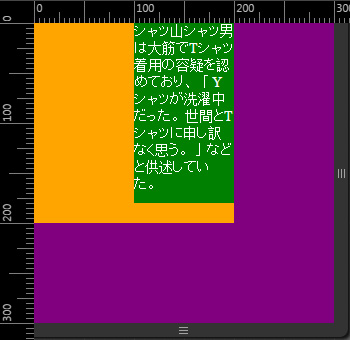 0
100
200
300
0
100
200
300
シャツ山シャツ男
は大筋でTシャツ
着用の容疑を認
めており、「Y
シャツが洗濯中
だった。世間とT
シャツに申し訳
なく思う。」など
と供述してい
た。